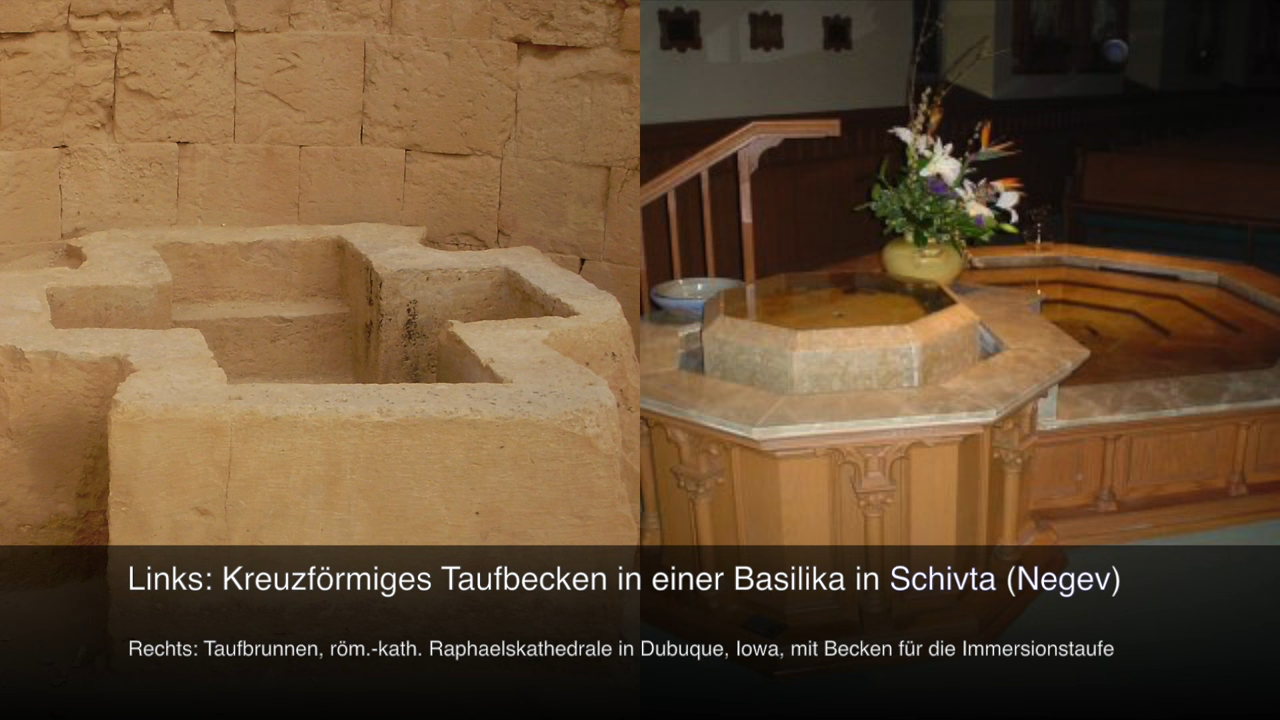 Links: Kreuzförmiges Taufbecken in einer Basilika in Schivta (Negev)
Rechts: Taufbrunnen, röm.-kath. Raphaelskathedrale in Dubuque, Iowa, mit Becken für die Immersionstaufe